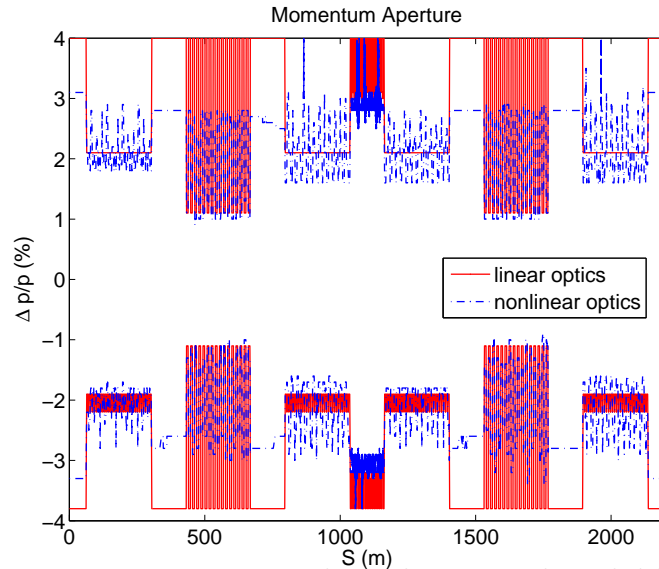 Momentum Aperture
Δ p/p (%)
4
3
2
1
0
−1
−2
−3
−4
linear optics
nonlinear optics
0
500
1000
1500
2000
S (m)